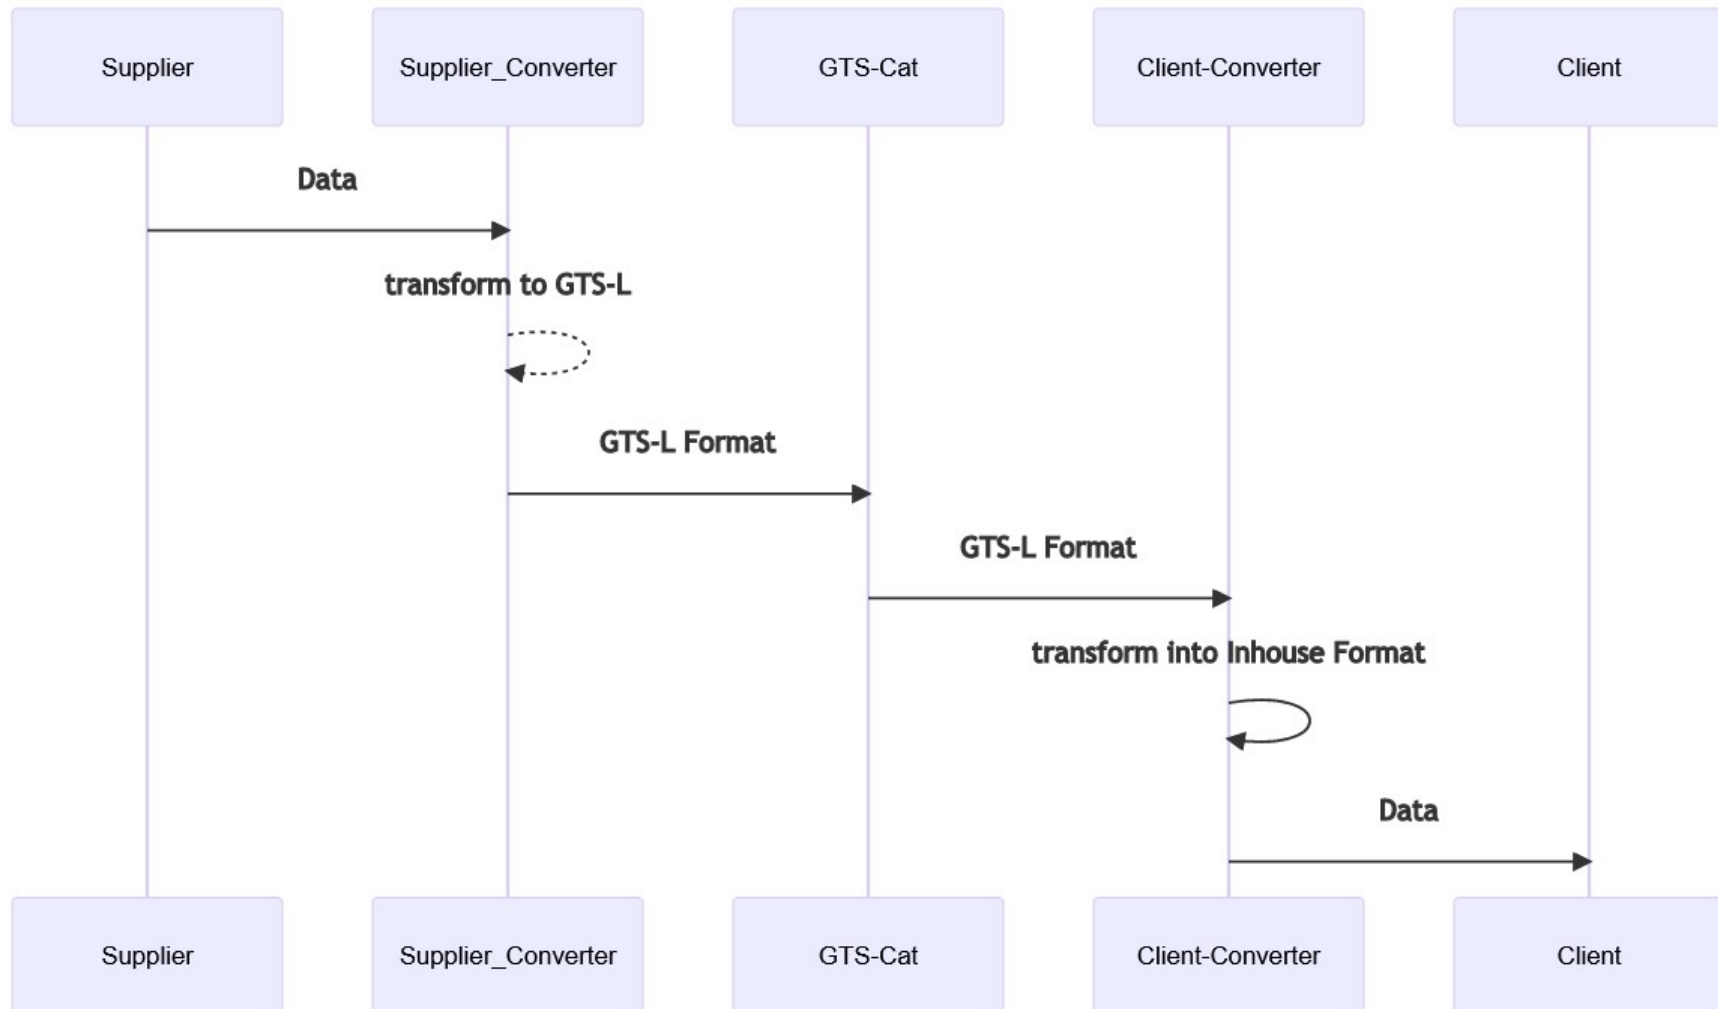 Supplier
Supplier_Converter
GTS-Cat
Client-Converter
Client
Data
transform to GTS-L
GTS-L Format
GTS-L Format
transform into Inhouse Format
Data
Supplier
Supplier_Converter
GTS-Cat
Client-Converter
Client